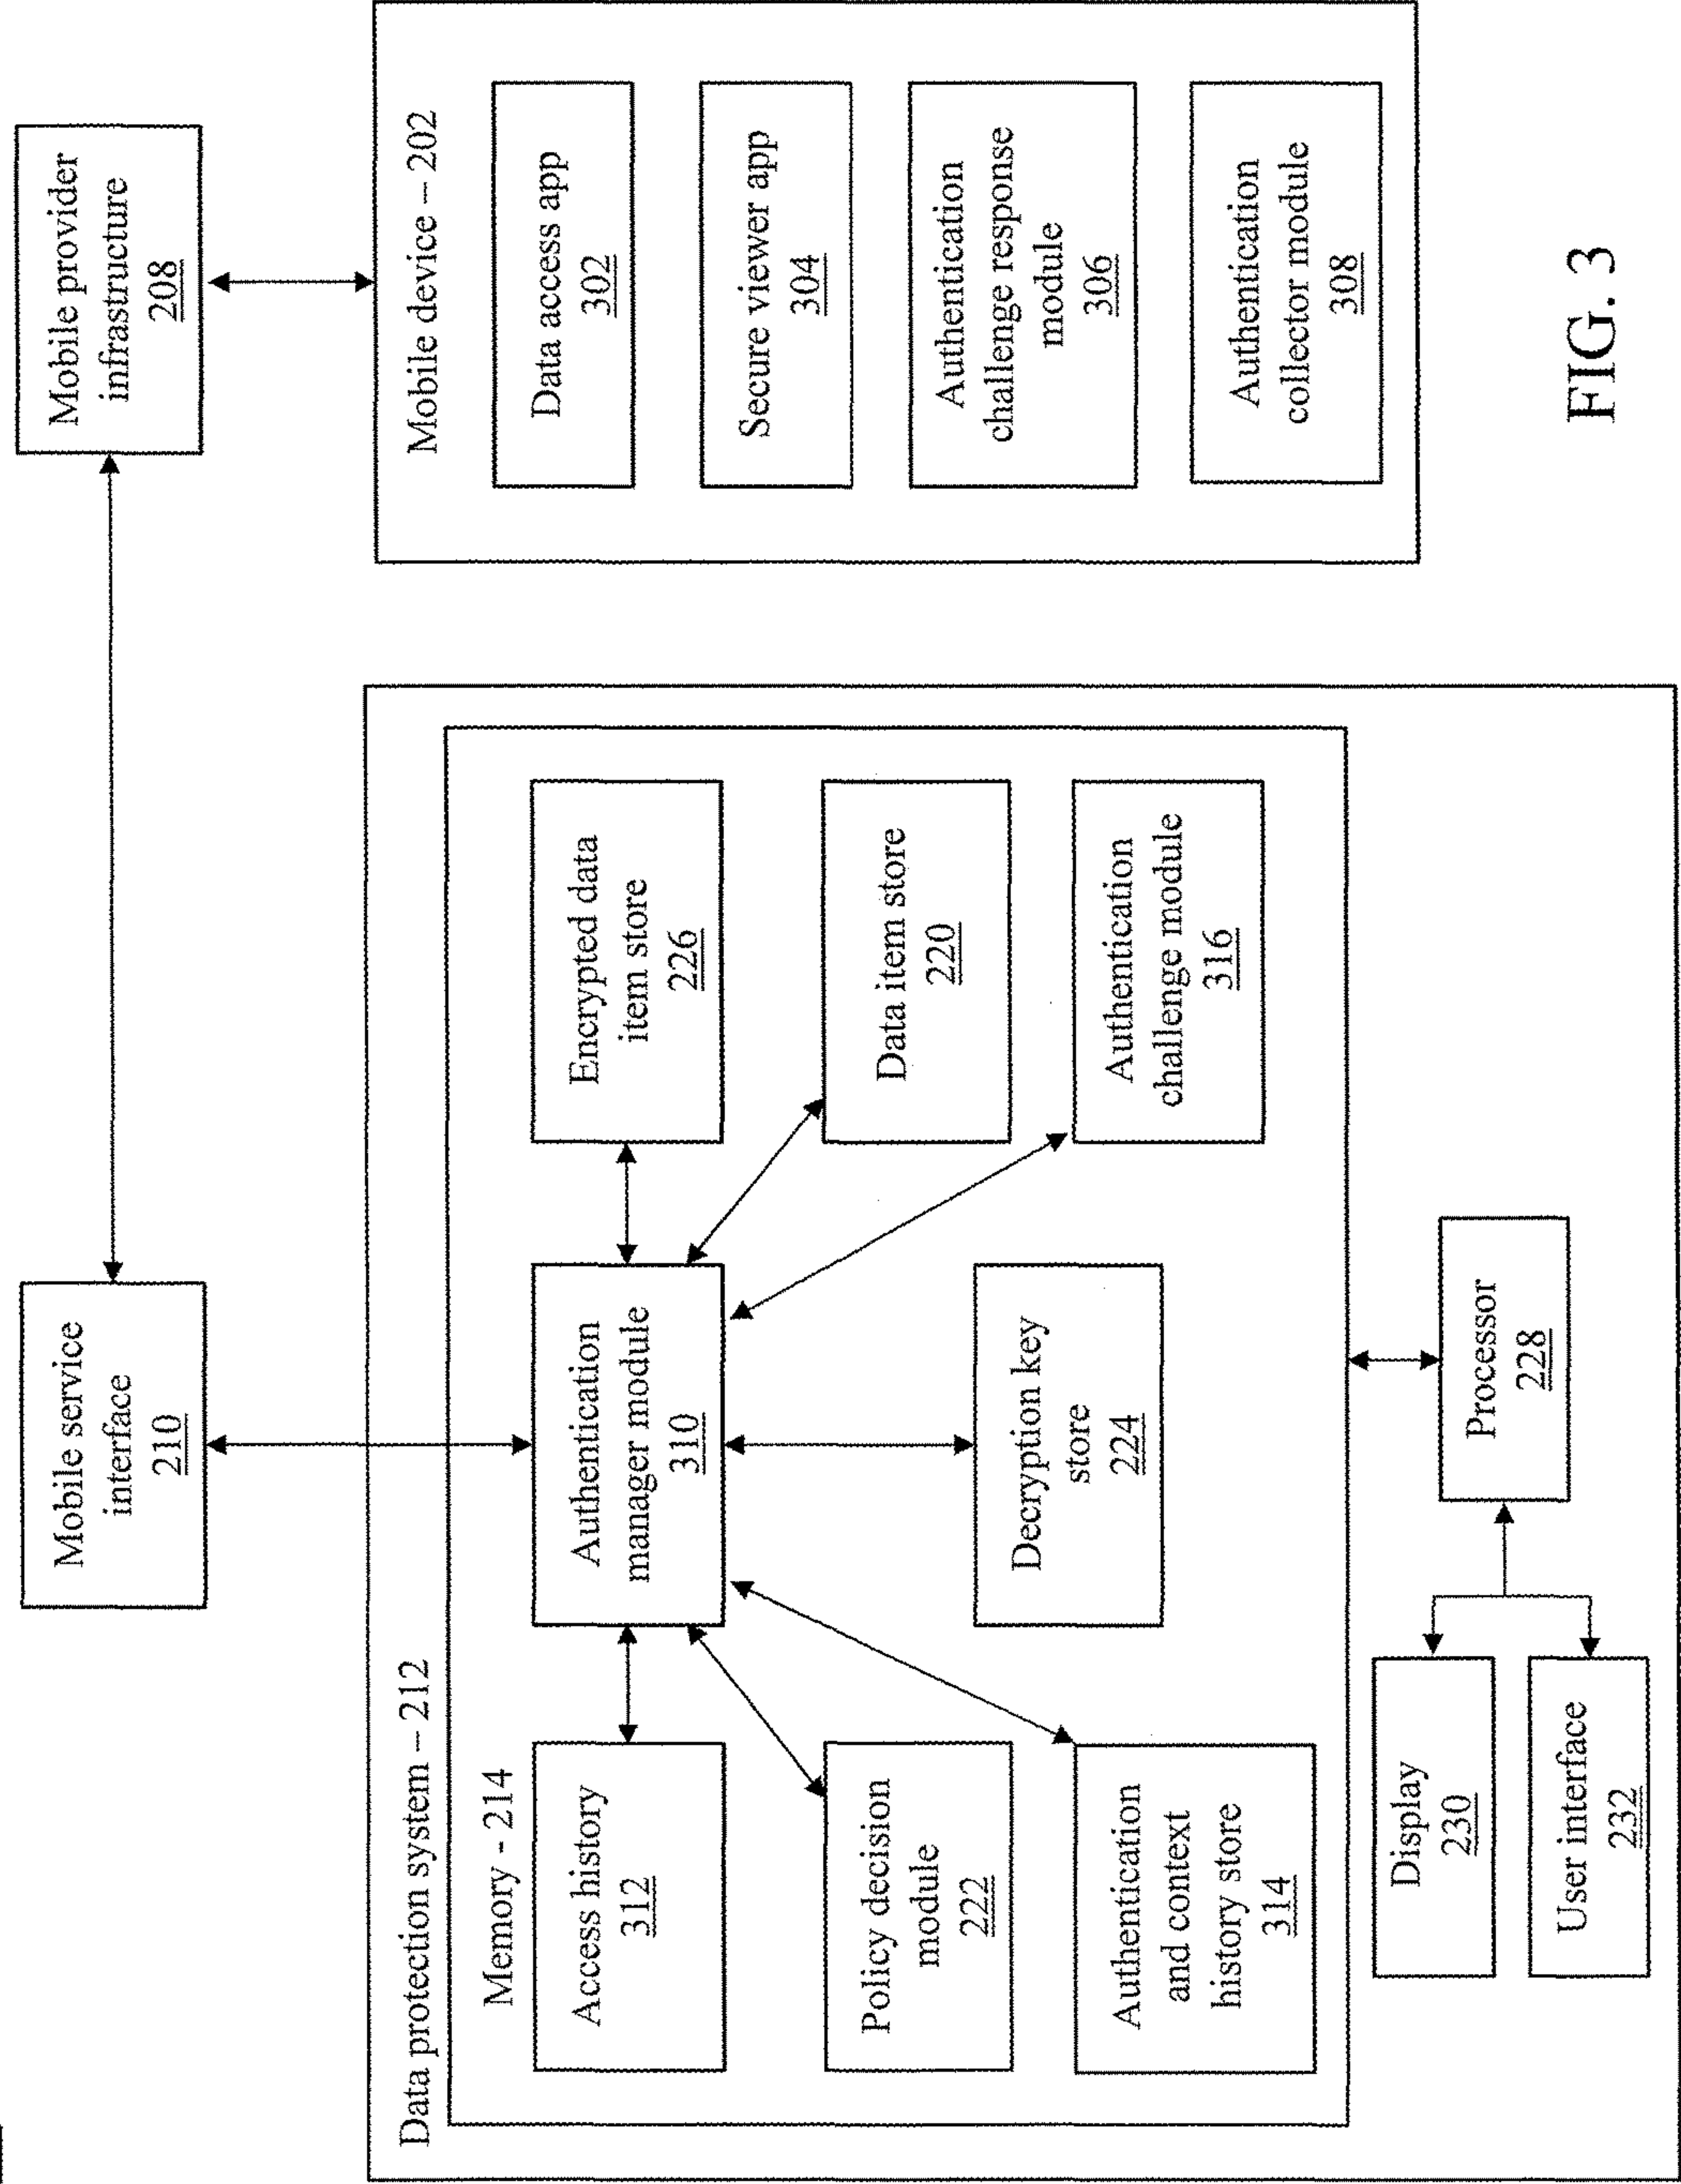 Mobile service
interface
210
Mobile provider
infrastructure
208
Data protection system – 212
Memory - 214
Access history
312
Authentication
manager module
310
Encrypted data
item store
226
Policy decision
module
222
Data item store
220
Authentication
and context
history store
314
Decryption key
store
224
Authentication
challenge module
316
Display
230
User interface
232
Processor
228
Mobile device – 202
Data access app
302
Secure viewer app
304
Authentication
challenge response
module
306
Authentication
collector module
308
FIG. 3